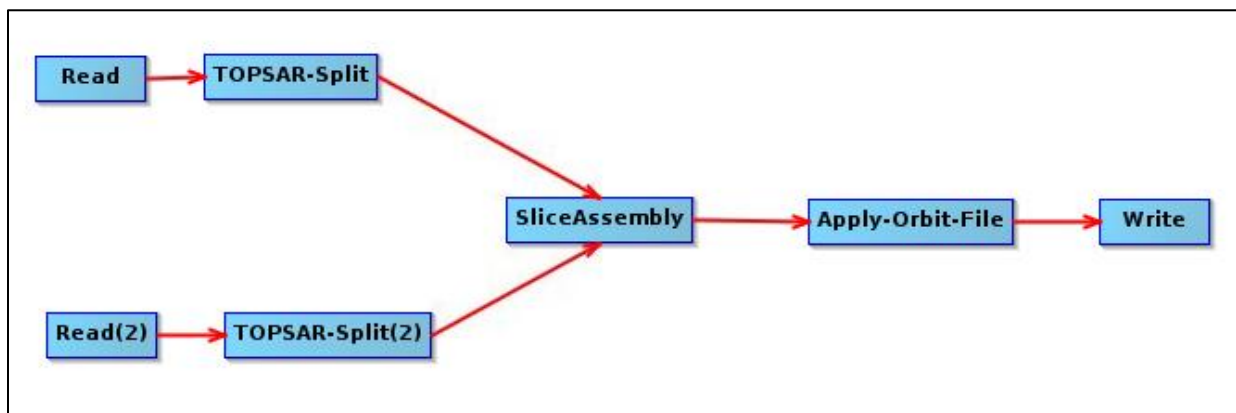 Read
TOPSAR-Split
SliceAssembly
Apply-Orbit-File
Write
Read(2)
TOPSAR-Split(2)